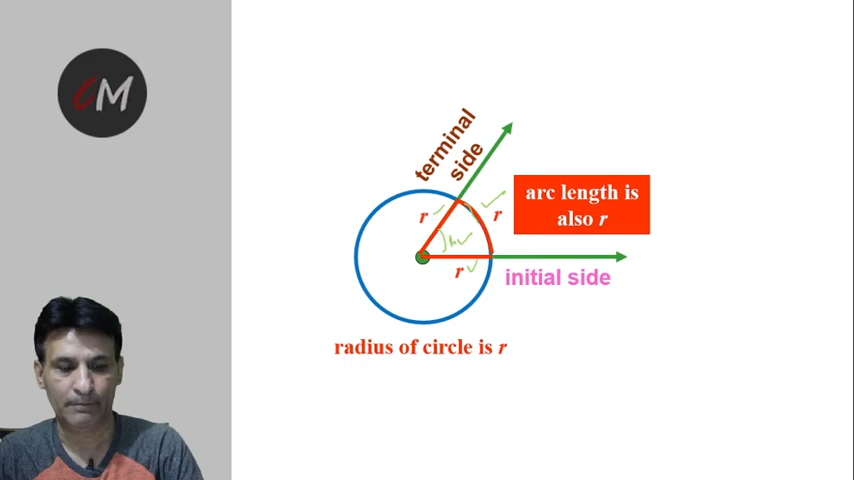 CM
terminal
side
arc length is
also r
r
r
r
initial side
radius of circle is r